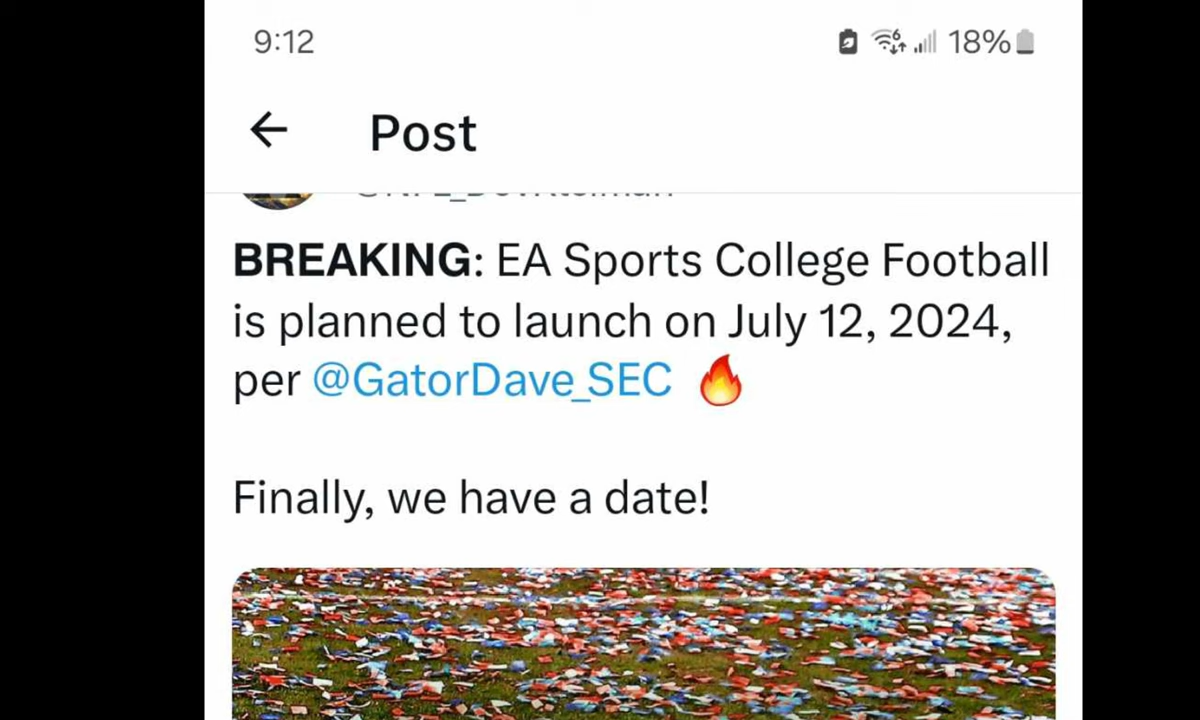 9:12
6
18%
Post
BREAKING: EA Sports College Football
is planned to launch on July 12, 2024,
per @GatorDave_SEC 🔥
Finally, we have a date!